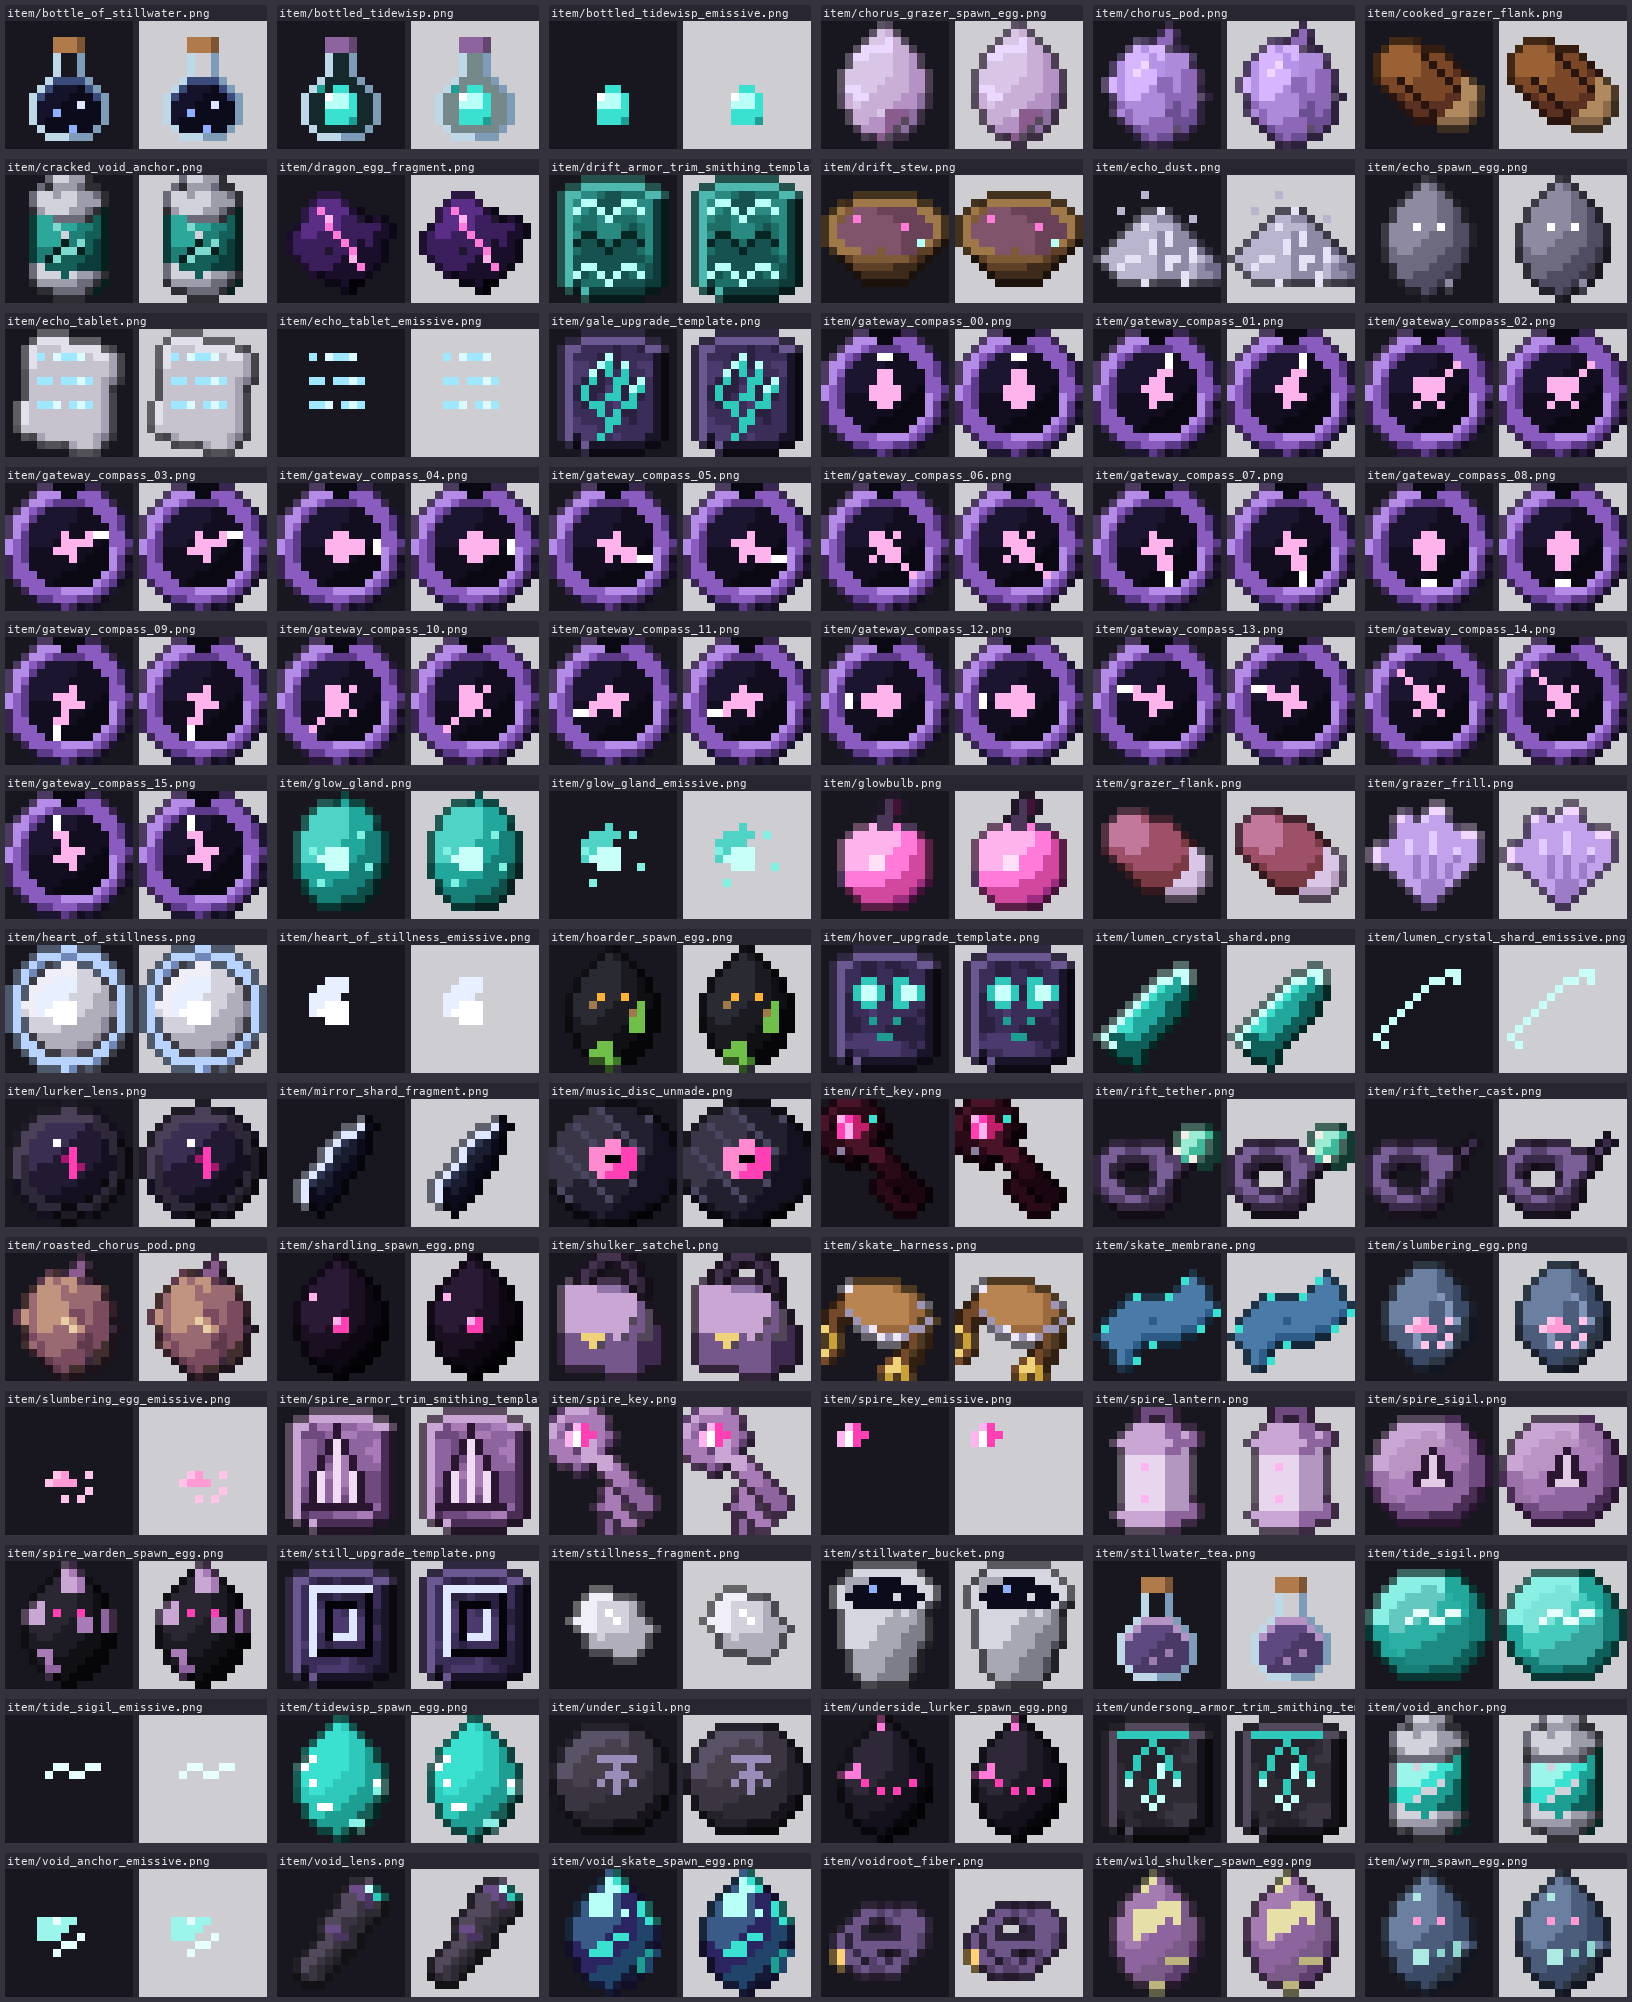 item/bottle_of_stillwater.png item/bottled_tidewisp.png item/bottled_tidewisp_emissive.png item/chorus_grazer_spawn_egg.png item/chorus_pod.png item/cooked_grazer_flank.png
item/cracked_void_anchor.png item/dragon_egg_fragment.png item/drift_armor_trim_smithing_templa item/drift_stew.png item/echo_dust.png item/echo_spawn_egg.png
item/echo_tablet.png item/echo_tablet_emissive.png item/gale_upgrade_template.png item/gateway_compass_00.png item/gateway_compass_01.png item/gateway_compass_02.png
item/gateway_compass_03.png item/gateway_compass_04.png item/gateway_compass_05.png item/gateway_compass_06.png item/gateway_compass_07.png item/gateway_compass_08.png
item/gateway_compass_09.png item/gateway_compass_10.png item/gateway_compass_11.png item/gateway_compass_12.png item/gateway_compass_13.png item/gateway_compass_14.png
item/gateway_compass_15.png item/glow_gland.png item/glow_gland_emissive.png item/glowbulb.png item/grazer_flank.png item/grazer_frill.png
item/heart_of_stillness.png item/heart_of_stillness_emissive.png item/hoarder_spawn_egg.png item/hover_upgrade_template.png item/lumen_crystal_shard.png item/lumen_crystal_shard_emissive.png
item/lurker_lens.png item/mirror_shard_fragment.png item/music_disc_unmade.png item/rift_key.png item/rift_tether.png item/rift_tether_cast.png
item/roasted_chorus_pod.png item/shardling_spawn_egg.png item/shulker_satchel.png item/skate_harness.png item/skate_membrane.png item/slumbering_egg.png
item/slumbering_egg_emissive.png item/spire_armor_trim_smithing_templa item/spire_key.png item/spire_key_emissive.png item/spire_lantern.png item/spire_sigil.png
item/spire_warden_spawn_egg.png item/still_upgrade_template.png item/stillness_fragment.png item/stillwater_bucket.png item/stillwater_tea.png item/tide_sigil.png
item/tide_sigil_emissive.png item/tidewisp_spawn_egg.png item/under_sigil.png item/underside_lurker_spawn_egg.png item/undersong_armor_trim_smithing_te item/void_anchor.png
item/void_anchor_emissive.png item/void_lens.png item/void_skate_spawn_egg.png item/voidroot_fiber.png item/wild_shulker_spawn_egg.png item/wyrm_spawn_egg.png